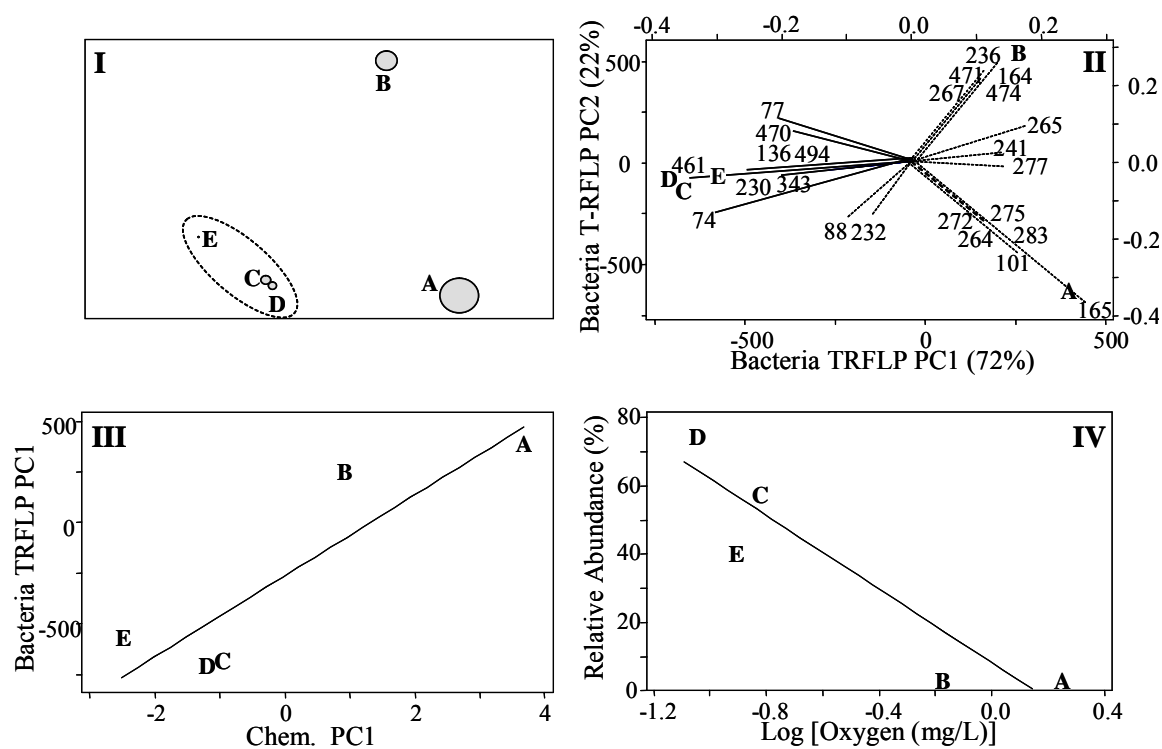 I
B
E
C
D
A
-0.4
-0.2
0.0
0.2
II
Bacteria T-RFLP PC2 (22%)
500
0
-500
0.2
0.0
-0.2
-0.4
236
B
471
164
267
474
77
470
265
136
494
241
461
277
D
C
E
230
343
74
88
232
272
275
264
283
101
A
165
-500
0
500
Bacteria TRFLP PC1 (72%)
III
Bacteria TRFLP PC1
500
0
-500
A
B
E
D
C
-2
0
2
4
Chem. PC1
IV
Relative Abundance (%)
80
60
40
20
0
D
C
E
B
A
-1.2
-0.8
-0.4
0.0
0.4
Log [Oxygen (mg/L)]